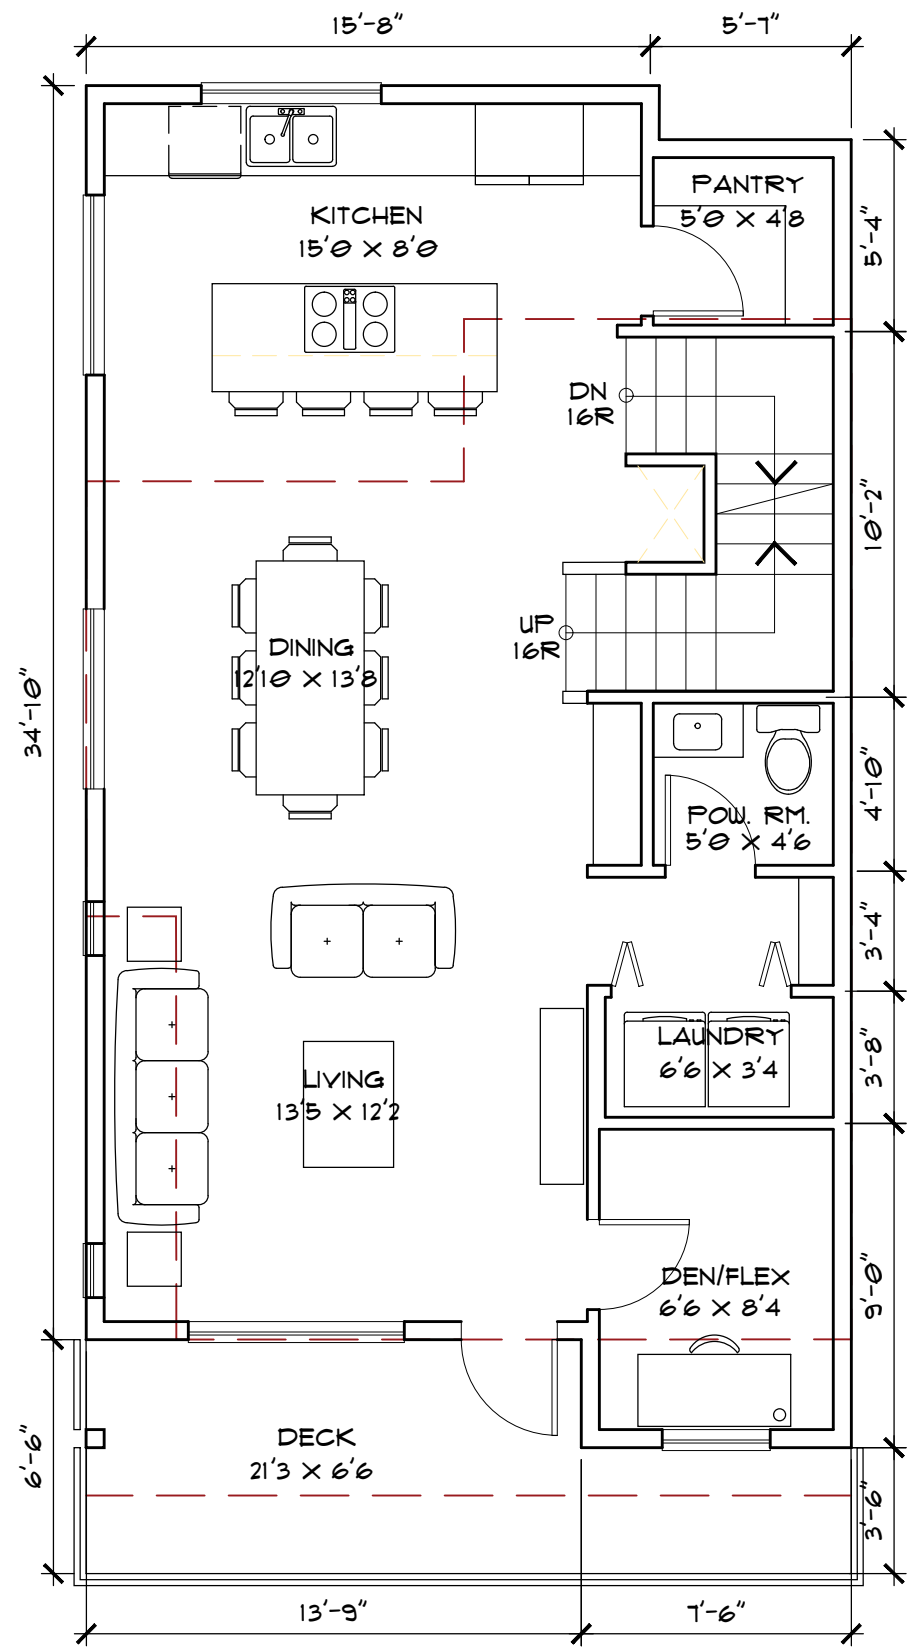 15'-8"
5'-7"
PANTRY
5'0 X 4'8
KITCHEN
15'0 X 8'0
5'-4"
DN
16R
10'-2"
UP
16R
DINING
12'10 X 13'8
34'-10"
4'-10"
POW. RM.
5'0 X 4'6
3'-4"
LAUNDRY
6'6 X 3'4
3'-8"
LIVING
13'5 X 12'2
DEN/FLEX
6'6 X 8'4
9'-0"
DECK
21'3 X 6'6
6'-6"
3'-6"
13'-9"
7'-6"